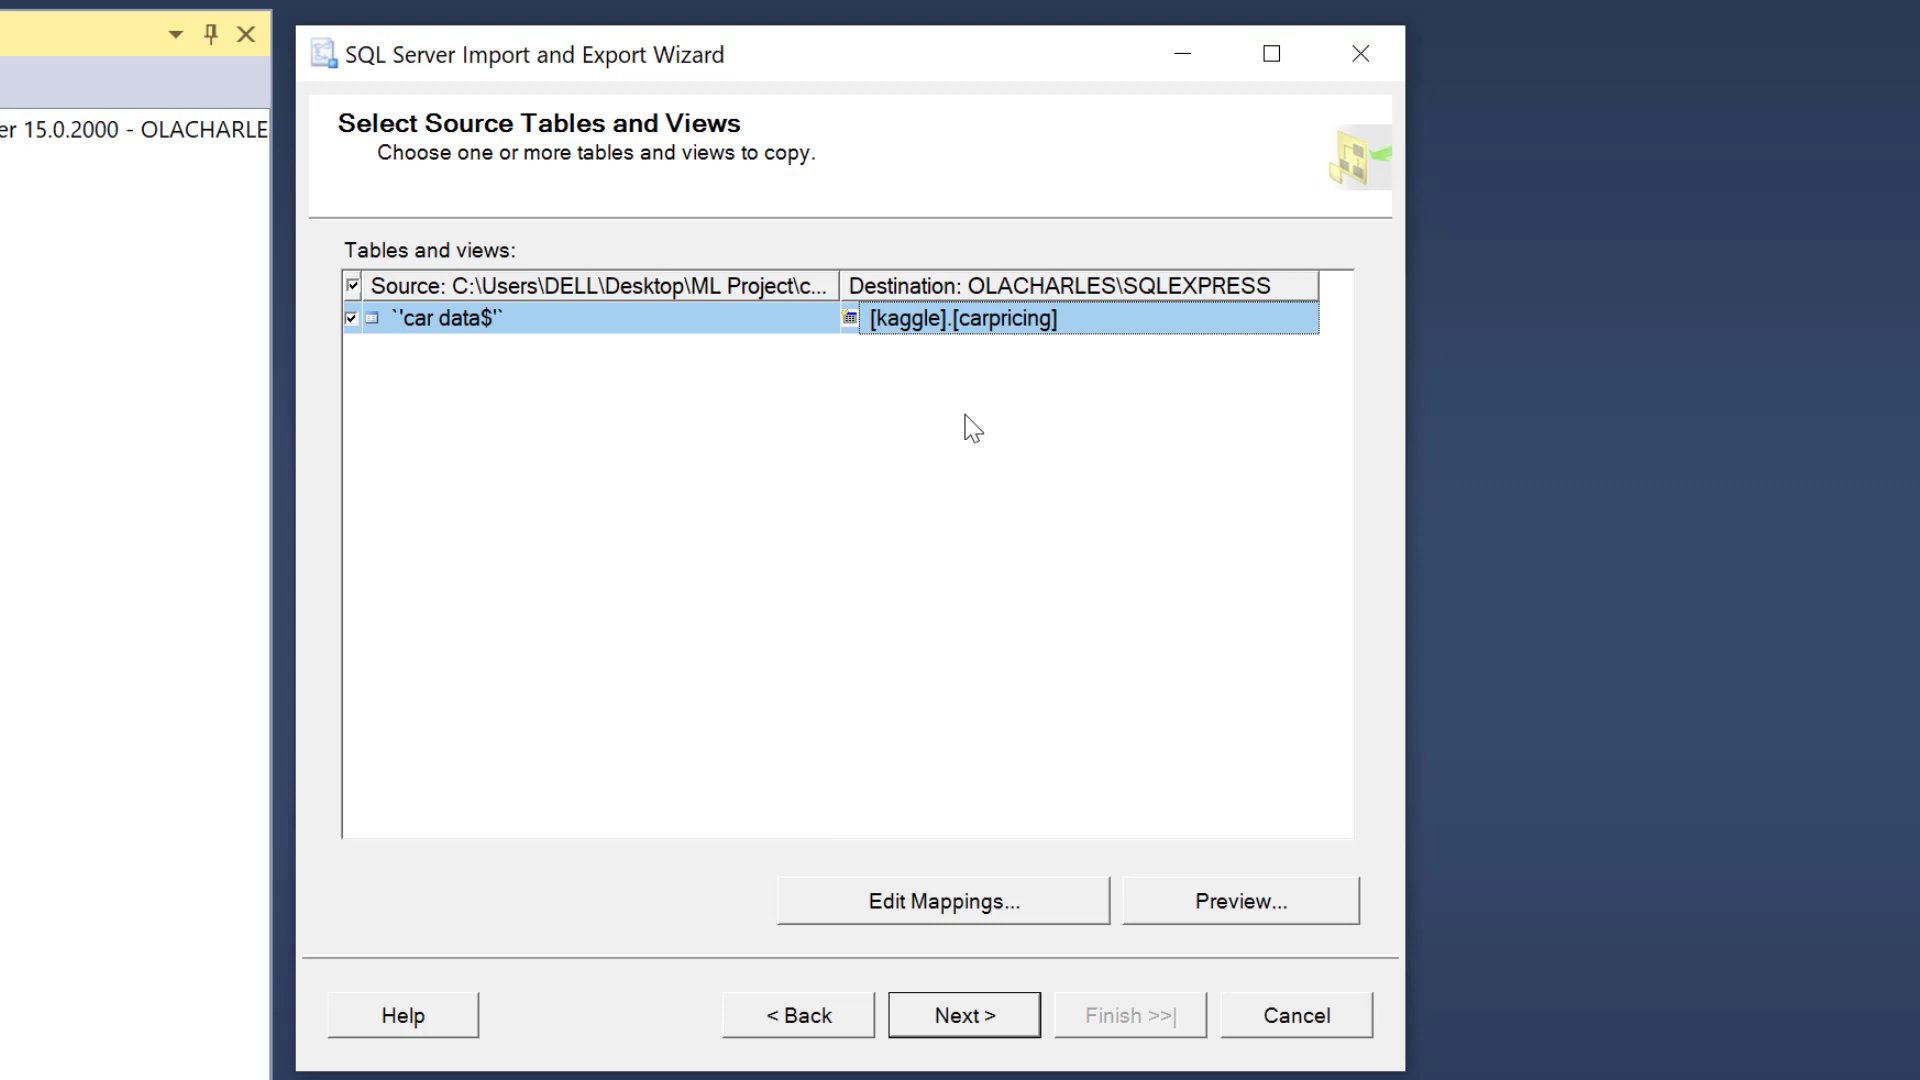 SQL Server Import and Export Wizard
er 15.0.2000 - OLACHARLE
Select Source Tables and Views
Choose one or more tables and views to copy.
Tables and views:
Source: C:\Users\DELL\Desktop\ML Project\c... Destination: OLACHARLES\SQLEXPRESS
`'car data$'` [kaggle].[carpricing]
Edit Mappings... Preview...
Help < Back Next > Finish >>| Cancel